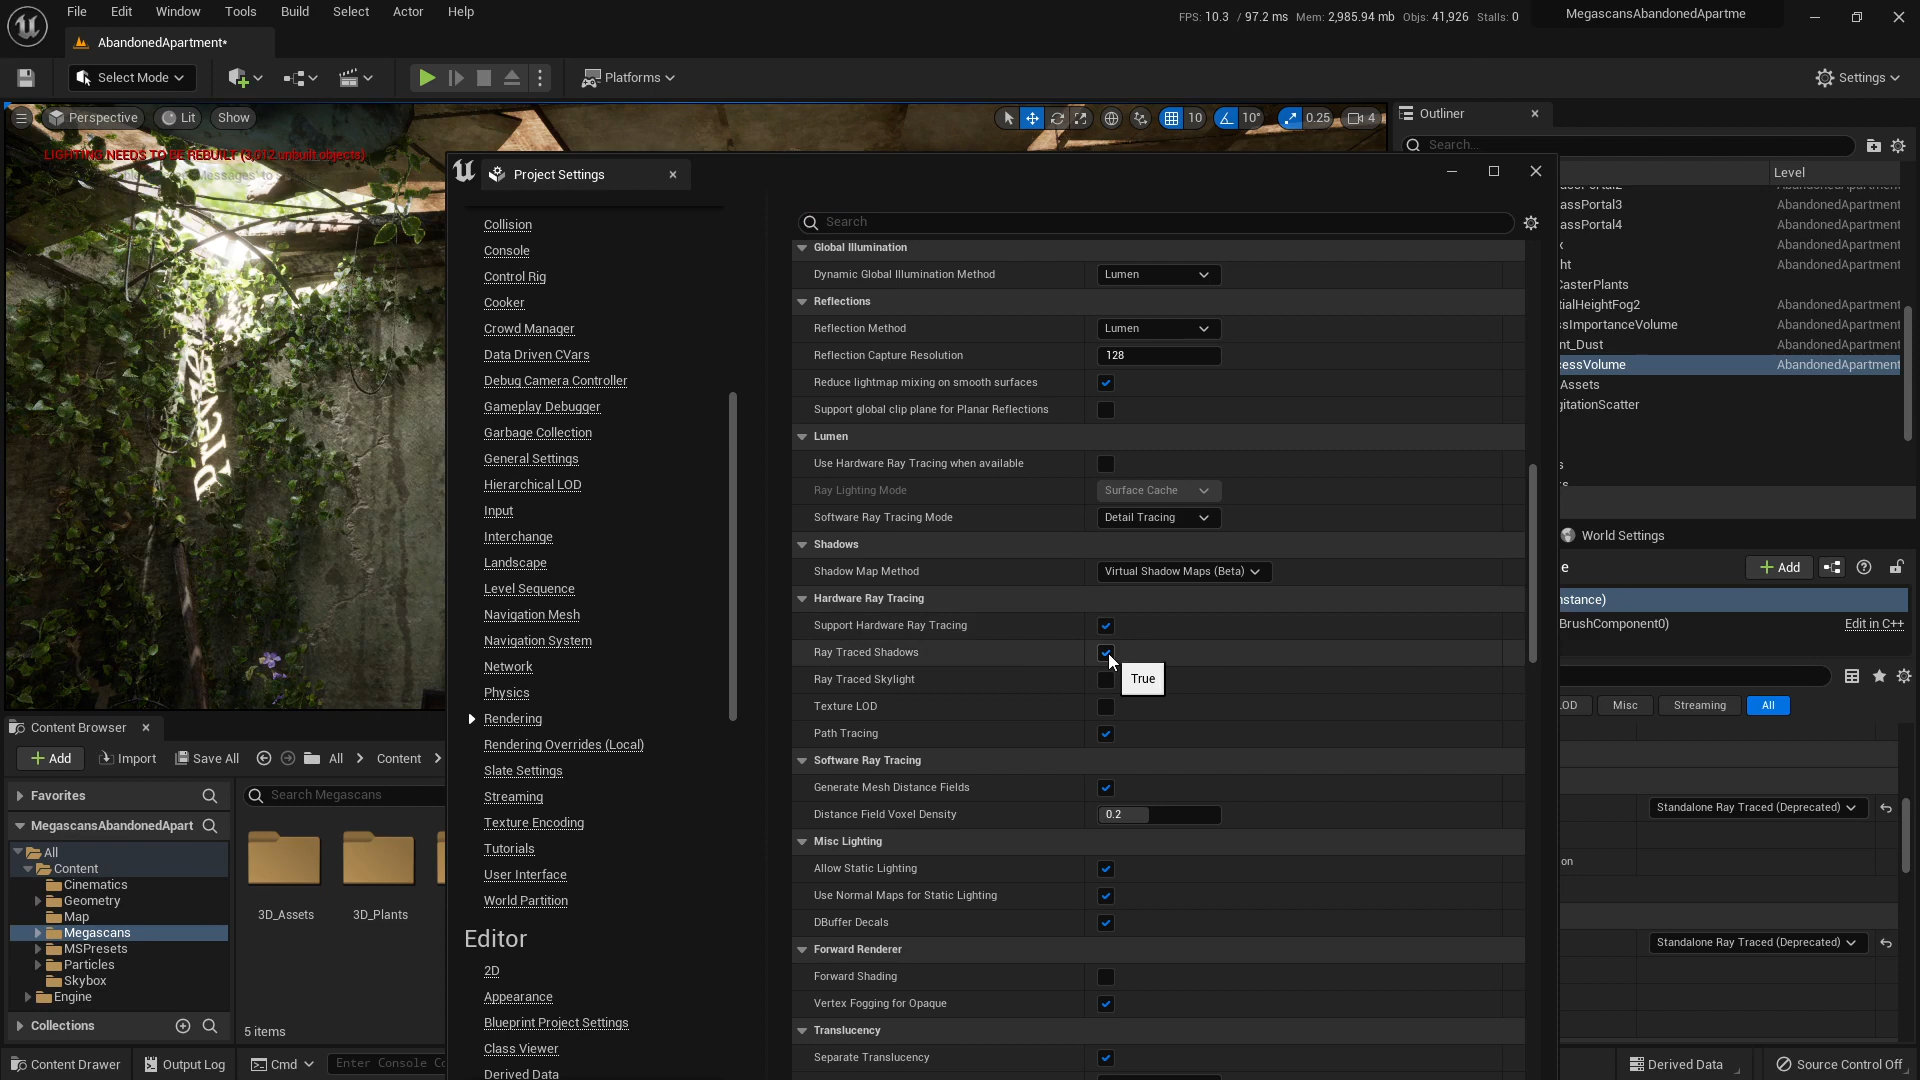 File Edit Window Tools Build Select Actor Help
FPS: 10.3 / 97.2 ms Mem: 2,985.94 mb Objs: 41,926 Stalls: 0
MegascansAbandonedApartme
AbandonedApartment*
Select Mode
Platforms
Settings
Perspective Lit Show
10 10° 0.25 4
LIGHTING NEEDS TO BE REBUILT (3,012 unbuilt objects)
Project Settings
Search
Collision
Console
Control Rig
Cooker
Crowd Manager
Data Driven CVars
Debug Camera Controller
Gameplay Debugger
Garbage Collection
General Settings
Hierarchical LOD
Input
Interchange
Landscape
Level Sequence
Navigation Mesh
Navigation System
Network
Physics
Rendering
Rendering Overrides (Local)
Slate Settings
Streaming
Texture Encoding
Tutorials
User Interface
World Partition
Editor
2D
Appearance
Blueprint Project Settings
Class Viewer
Derived Data
Global Illumination
Dynamic Global Illumination Method Lumen
Reflections
Reflection Method Lumen
Reflection Capture Resolution 128
Reduce lightmap mixing on smooth surfaces
Support global clip plane for Planar Reflections
Lumen
Use Hardware Ray Tracing when available
Ray Lighting Mode Surface Cache
Software Ray Tracing Mode Detail Tracing
Shadows
Shadow Map Method Virtual Shadow Maps (Beta)
Hardware Ray Tracing
Support Hardware Ray Tracing
Ray Traced Shadows
Ray Traced Skylight
True
Texture LOD
Path Tracing
Software Ray Tracing
Generate Mesh Distance Fields
Distance Field Voxel Density 0.2
Misc Lighting
Allow Static Lighting
Use Normal Maps for Static Lighting
DBuffer Decals
Forward Renderer
Forward Shading
Vertex Fogging for Opaque
Translucency
Separate Translucency
Outliner
Search...
Level
assPortal3 AbandonedApartment
assPortal4 AbandonedApartment
AbandonedApartment
ht AbandonedApartment
CasterPlants
tialHeightFog2 AbandonedApartment
ssImportanceVolume AbandonedApartment
nt_Dust AbandonedApartment
cessVolume AbandonedApartment
Assets
gitationScatter
World Settings
e Add
nstance)
BrushComponent0) Edit in C++
OD Misc Streaming All
Standalone Ray Traced (Deprecated)
on
Standalone Ray Traced (Deprecated)
Content Browser
Add Import Save All All Content
Favorites
Search Megascans
MegascansAbandonedApart
All
Content
Cinematics
Geometry
Map
Megascans
MSPresets
Particles
Skybox
Engine
3D_Assets 3D_Plants
Collections
5 items
Content Drawer Output Log Cmd Enter Console Co
Derived Data Source Control Off